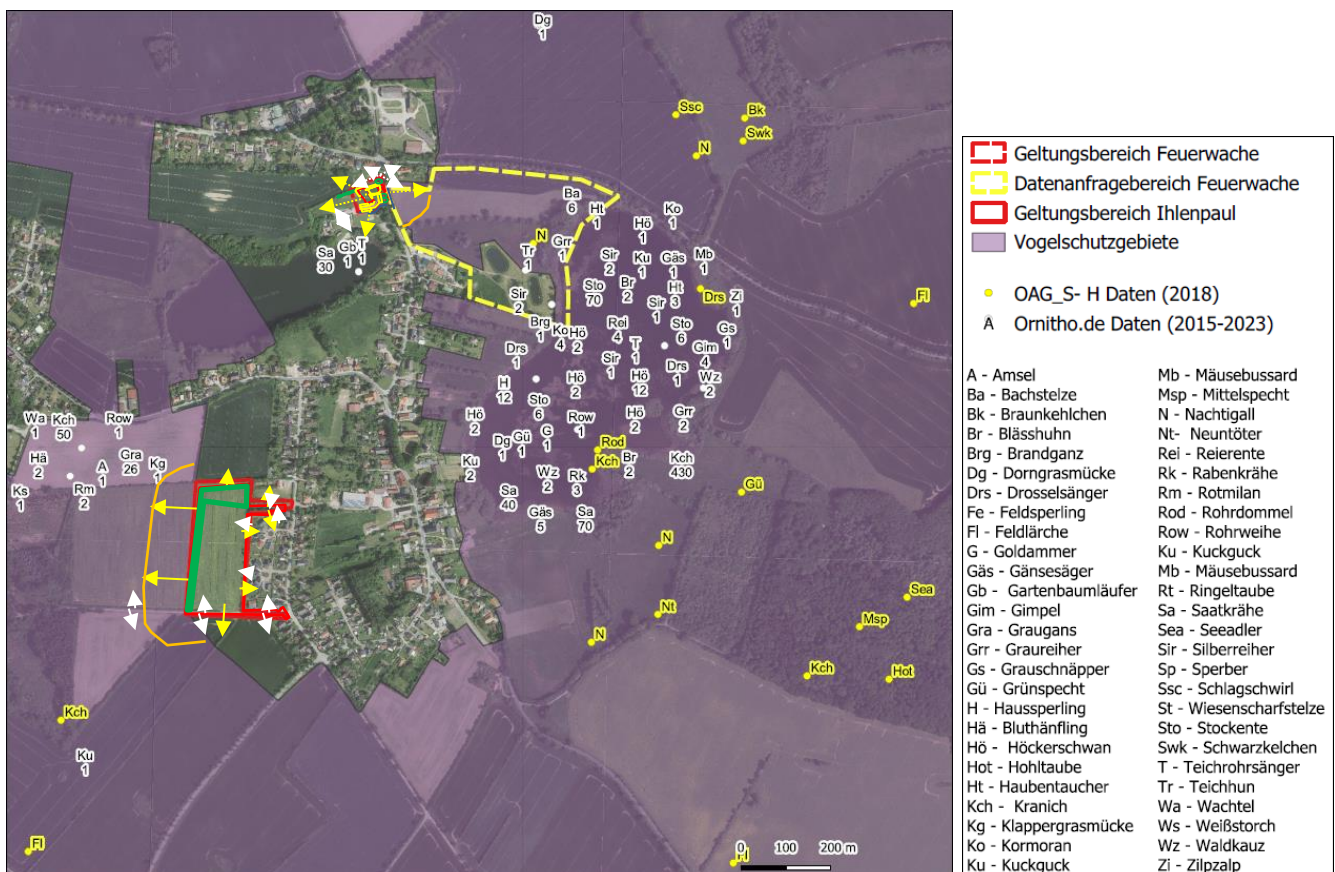 Dg
1
Ssc
Bk
Swk
N
Ba
6
Ht
1
Ko
1
Hö
1
N
Grr
1
Tr
1
Sa
30
Gb
1
T
1
Sir
2
Ku
1
Gäs
1
Mb
1
Sto
70
Br
2
Ht
3
Drs
Zi
1
Sir
2
Sir
1
Fl
Brg
1
Ko
4
Hö
2
Rei
4
Sto
6
Gs
1
Drs
1
T
1
Gim
4
Sir
1
Drs
1
Wz
2
H
12
Hö
2
Hö
12
Sto
6
Wa
1
Kch
50
Row
1
Hö
2
Row
1
Hö
2
Grr
2
Dg
1
Gü
1
G
1
Rod
Hä
2
A
1
Gra
26
Kg
1
Ku
2
Kch
Br
2
Kch
430
Ks
1
Rm
2
Wz
2
Rk
3
Gü
Sa
40
Gäs
5
Sa
70
N
Sea
Nt
Msp
N
Kch
Hot
Kch
Ku
1
Fl
0 100 200 m
Geltungsbereich Feuerwache
Datenanfragebereich Feuerwache
Geltungsbereich Ihlenpaul
Vogelschutzgebiete
OAG_S- H Daten (2018)
A Ornitho.de Daten (2015-2023)
A - Amsel
Ba - Bachstelze
Bk - Braunkehlchen
Br - Blässhuhn
Brg - Brandganz
Dg - Dorngrasmücke
Drs - Drosselsänger
Fe - Feldsperling
Fl - Feldlärche
G - Goldammer
Gäs - Gänsesäger
Gb - Gartenbaumläufer
Gim - Gimpel
Gra - Graugans
Grr - Graureiher
Gs - Grauschnäpper
Gü - Grünspecht
H - Haussperling
Hä - Bluthänfling
Hö - Höckerschwan
Hot - Hohltaube
Ht - Haubentaucher
Kch - Kranich
Kg - Klappergrasmücke
Ko - Kormoran
Ku - Kuckguck
Mb - Mäusebussard
Msp - Mittelspecht
N - Nachtigall
Nt- Neuntöter
Rei - Reierente
Rk - Rabenkrähe
Rm - Rotmilan
Rod - Rohrdommel
Row - Rohrweihe
Ku - Kuckguck
Mb - Mäusebussard
Rt - Ringeltaube
Sa - Saatkrähe
Sea - Seeadler
Sir - Silberreiher
Sp - Sperber
Ssc - Schlagschwirl
St - Wiesenscharfstelze
Sto - Stockente
Swk - Schwarzkelchen
T - Teichrohrsänger
Tr - Teichhun
Wa - Wachtel
Ws - Weißstorch
Wz - Waldkauz
Zi - Zilpzalp